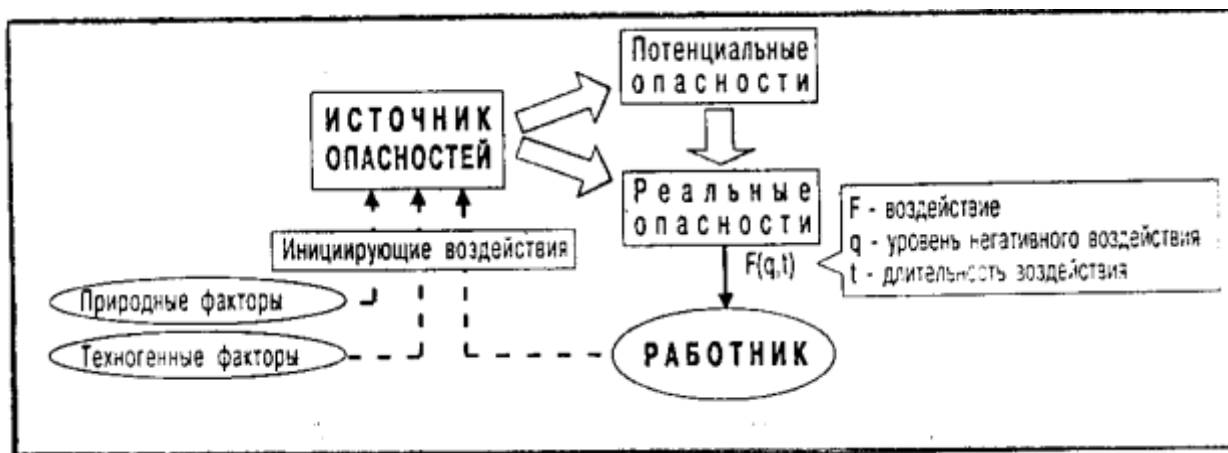 Потенциальные
опасности
ИСТОЧНИК
ОПАСНОСТЕЙ
Реальные
опасности
F - воздействие
q - уровень негативного воздействия
t - длительность воздействия
F(q,t)
Инициирующие воздействия
Природные факторы
Техногенные факторы
РАБОТНИК